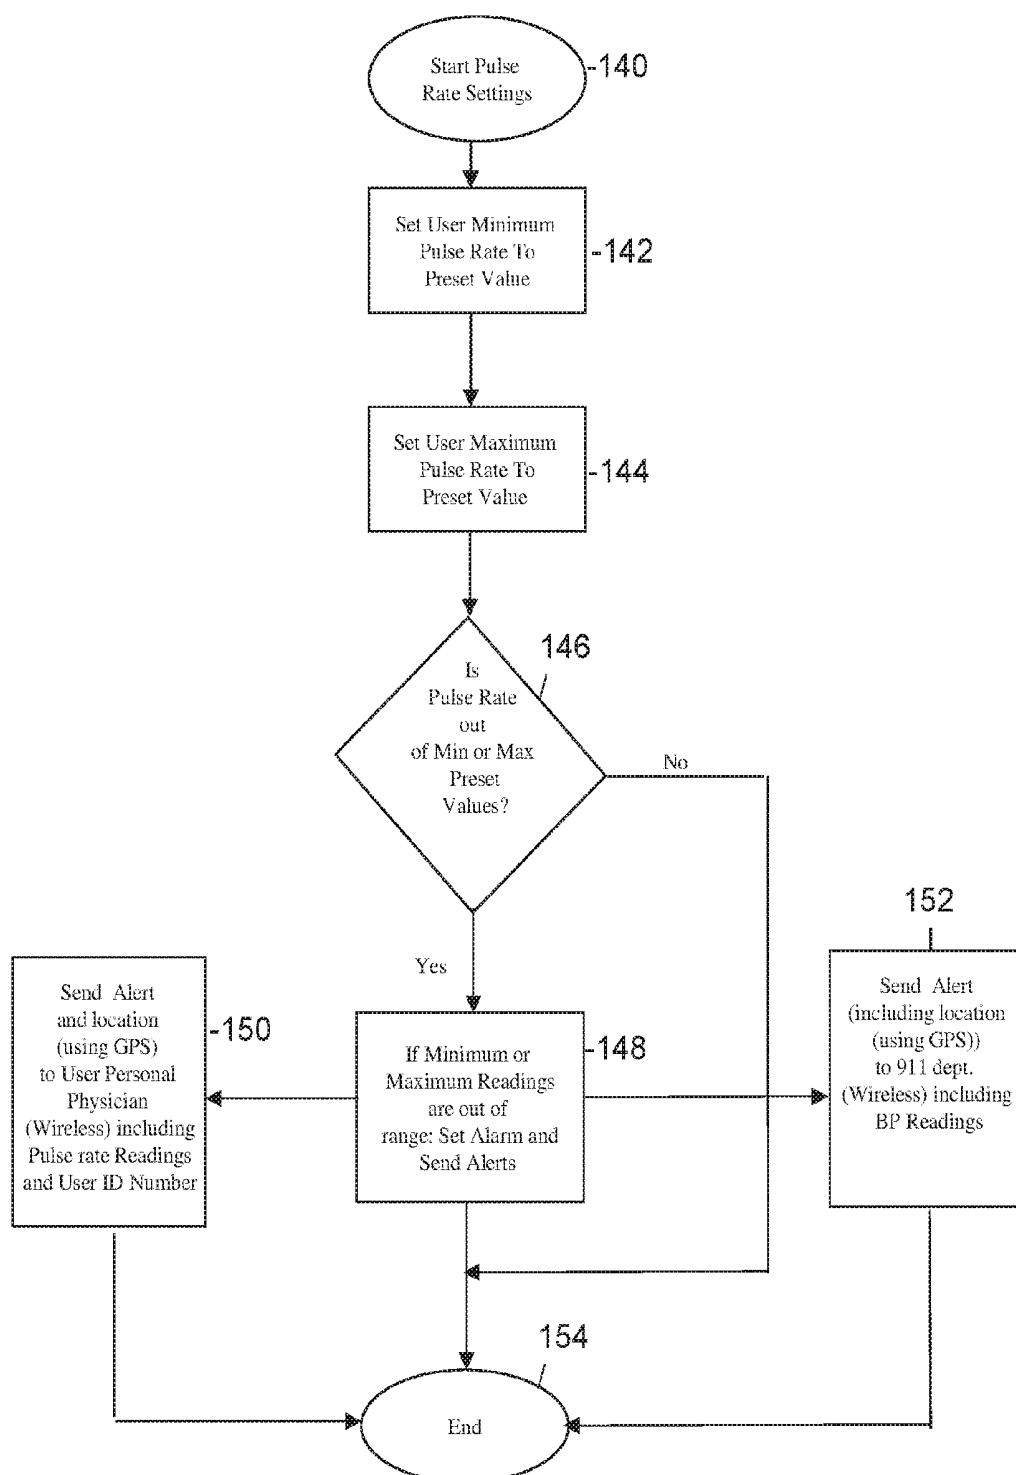 Start Pulse
Rate Settings
-140
Set User Minimum
Pulse Rate To
Preset Value
-142
Set User Maximum
Pulse Rate To
Preset Value
-144
146
Is
Pulse Rate
out
of Min or Max
Preset
Values?
No
Yes
152
Send Alert
and location
(using GPS)
to User Personal
Physician
(Wireless) including
Pulse rate Readings
and User ID Number
-150
If Minimum or
Maximum Readings
are out of
range: Set Alarm and
Send Alerts
-148
Send Alert
(including location
(using GPS))
to 911 dept.
(Wireless) including
BP Readings
154
End